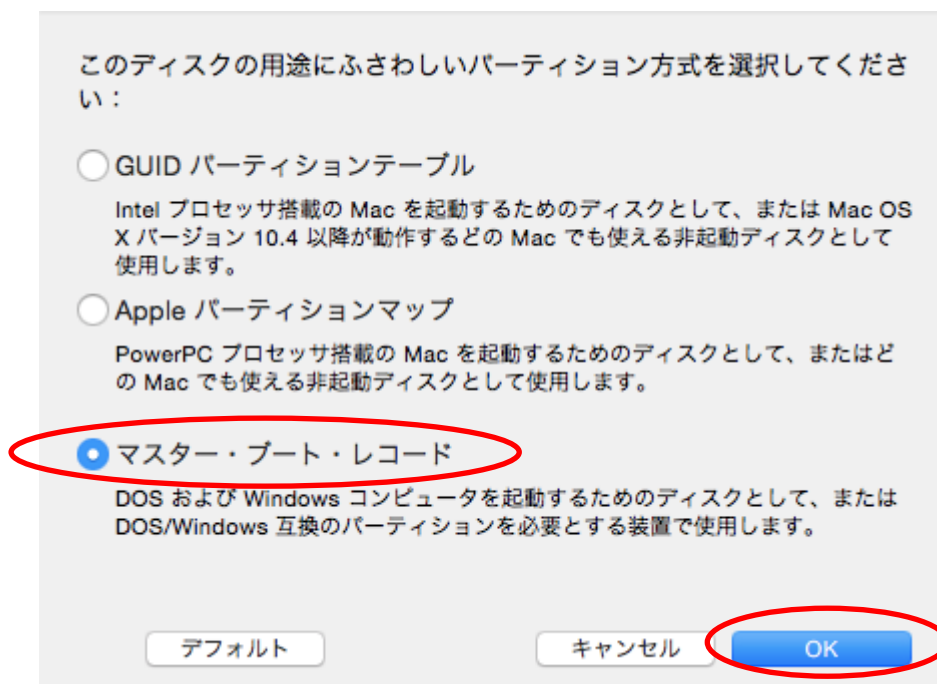 このディスクの用途にふさわしいパーティション方式を選択してくださ
い：
GUID パーティションテーブル
Intel プロセッサ搭載の Mac を起動するためのディスクとして、または Mac OS
X バージョン 10.4 以降が動作するどの Mac でも使える非起動ディスクとして
使用します。
Apple パーティションマップ
PowerPC プロセッサ搭載の Mac を起動するためのディスクとして、またはど
の Mac でも使える非起動ディスクとして使用します。
マスター・ブート・レコード
DOS および Windows コンピュータを起動するためのディスクとして、または
DOS/Windows 互換のパーティションを必要とする装置で使用します。
デフォルト
キャンセル
OK